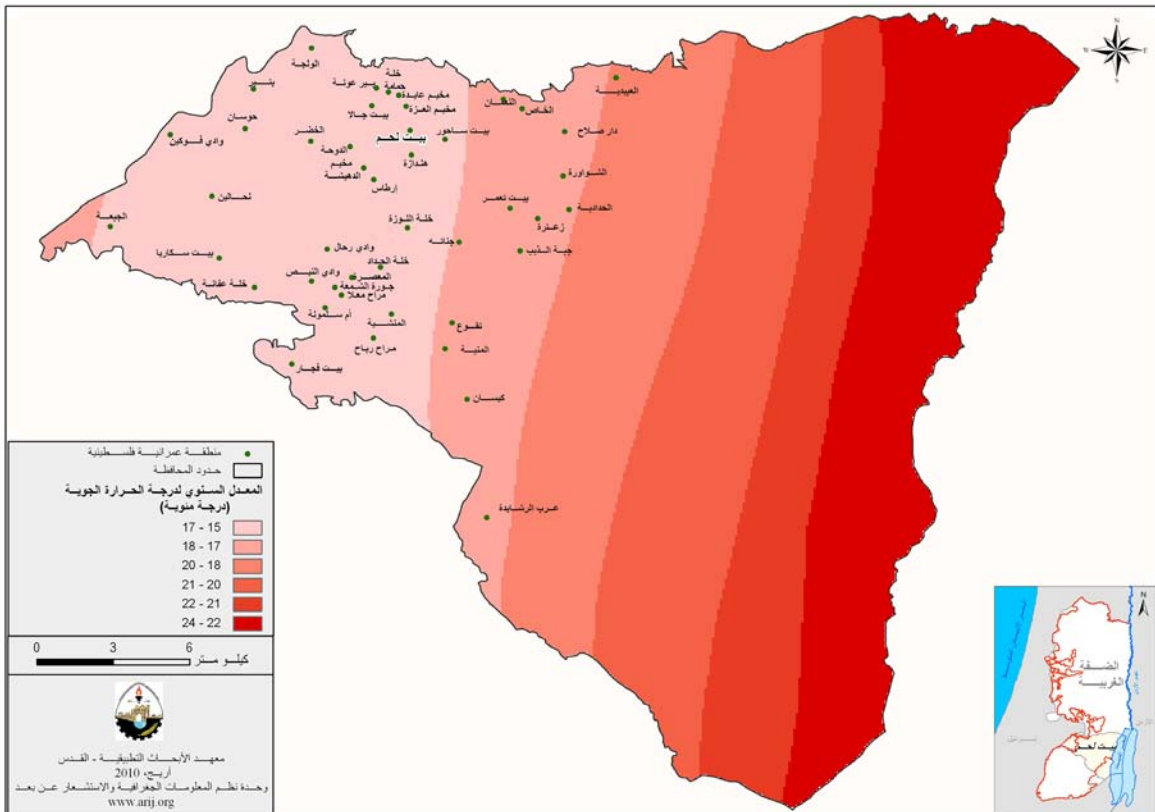 N
W
E
S
الولجة
بتير
حوسان
وادي فوكين
نحالين
الجبعة
بيت سكاريا
خلة عفانة
خلة
حمامة
بير عونة
مخيم عايدة
مخيم العزة
بيت جالا
بيت لحم
بيت ساحور
الخضر
الدوحة
هندازة
مخيم
الدهيشة
إرطاس
العبيدية
النعمان
الخاص
دار صلاح
الشواورة
بيت تعمر
الحدادية
زعترة
جبة الذيب
خلة اللوزة
جناته
وادي رحال
خلة الحداد
وادي النيص
المعصرة
جورة الشمعة
مراح معلا
أم سلمونة
المنشية
تقوع
مراح رباح
المنية
بيت فجار
كيسان
عرب الرشايدة
منطقة عمرانية فلسطينية
حدود المحافظة
المعدل السنوي لدرجة الحرارة الجوية
(درجة مئوية)
17 - 15
18 - 17
20 - 18
21 - 20
22 - 21
24 - 22
0 3 6 كيلو متر
معهد الأبحاث التطبيقية - القدس
أريج، 2010
وحدة نظم المعلومات الجغرافية والاستشعار عن بعد
www.arij.org
N
الضفة
الغربية
بيت لحم